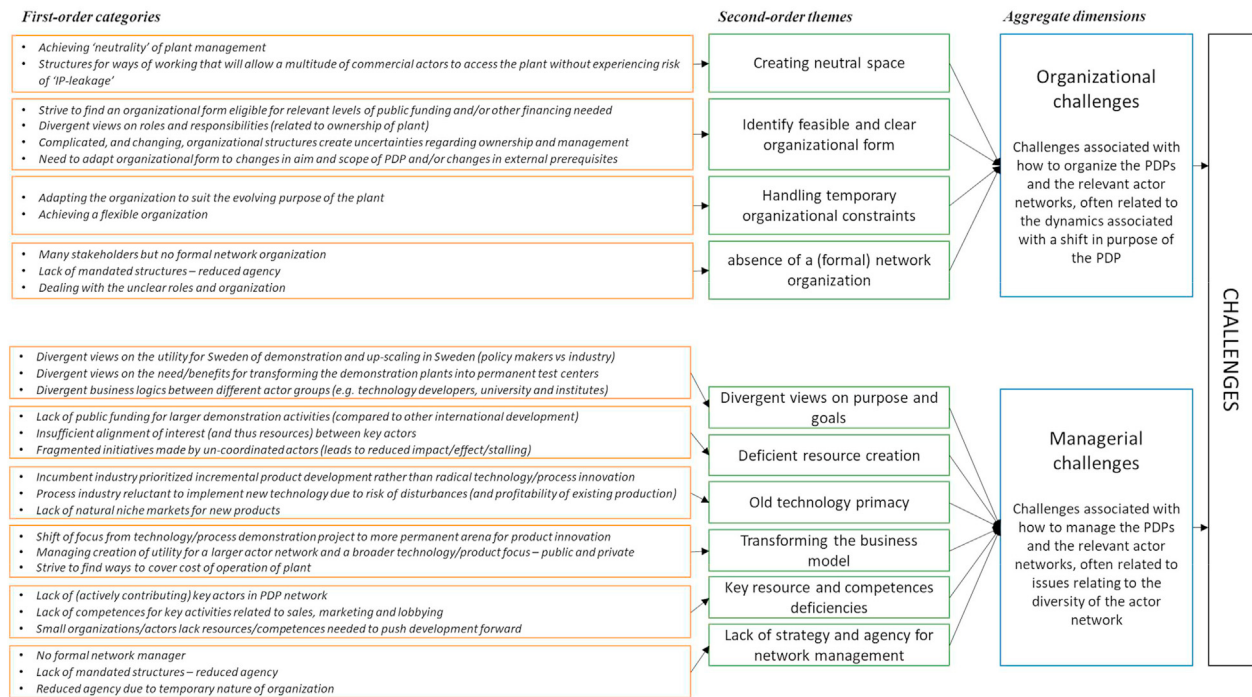 First-order categories
Second-order themes
Aggregate dimensions
• Achieving ‘neutrality’ of plant management
• Structures for ways of working that will allow a multitude of commercial actors to access the plant without experiencing risk
of ‘IP-leakage’
Creating neutral space
• Strive to find an organizational form eligible for relevant levels of public funding and/or other financing needed
• Divergent views on roles and responsibilities (related to ownership of plant)
• Complicated, and changing, organizational structures create uncertainties regarding ownership and management
• Need to adapt organizational form to changes in aim and scope of PDP and/or changes in external prerequisites
Identify feasible and clear
organizational form
• Adapting the organization to suit the evolving purpose of the plant
• Achieving a flexible organization
Handling temporary
organizational constraints
• Many stakeholders but no formal network organization
• Lack of mandated structures – reduced agency
• Dealing with the unclear roles and organization
absence of a (formal) network
organization
Organizational
challenges
Challenges associated with
how to organize the PDPs
and the relevant actor
networks, often related to
the dynamics associated
with a shift in purpose of
the PDP
CHALLENGES
• Divergent views on the utility for Sweden of demonstration and up-scaling in Sweden (policy makers vs industry)
• Divergent views on the need/benefits for transforming the demonstration plants into permanent test centers
• Divergent business logics between different actor groups (e.g. technology developers, university and institutes)
Divergent views on purpose and
goals
• Lack of public funding for larger demonstration activities (compared to other international development)
• Insufficient alignment of interest (and thus resources) between key actors
• Fragmented initiatives made by un-coordinated actors (leads to reduced impact/effect/stalling)
Deficient resource creation
• Incumbent industry prioritized incremental product development rather than radical technology/process innovation
• Process industry reluctant to implement new technology due to risk of disturbances (and profitability of existing production)
• Lack of natural niche markets for new products
Old technology primacy
• Shift of focus from technology/process demonstration project to more permanent arena for product innovation
• Managing creation of utility for a larger actor network and a broader technology/product focus – public and private
• Strive to find ways to cover cost of operation of plant
Transforming the business
model
• Lack of (actively contributing) key actors in PDP network
• Lack of competences for key activities related to sales, marketing and lobbying
• Small organizations/actors lack resources/competences needed to push development forward
Key resource and competences
deficiencies
• No formal network manager
• Lack of mandated structures – reduced agency
• Reduced agency due to temporary nature of organization
Lack of strategy and agency for
network management
Managerial
challenges
Challenges associated with
how to manage the PDPs
and the relevant actor
networks, often related to
issues relating to the
diversity of the actor
network